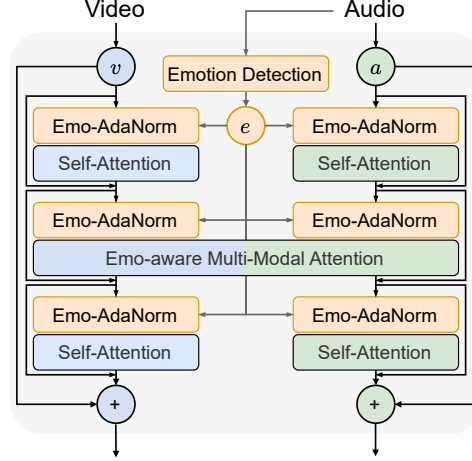 Video Audio
v Emotion Detection a
Emo-AdaNorm e Emo-AdaNorm
Self-Attention Self-Attention
Emo-AdaNorm Emo-AdaNorm
Emo-aware Multi-Modal Attention
Emo-AdaNorm Emo-AdaNorm
Self-Attention Self-Attention
+ +